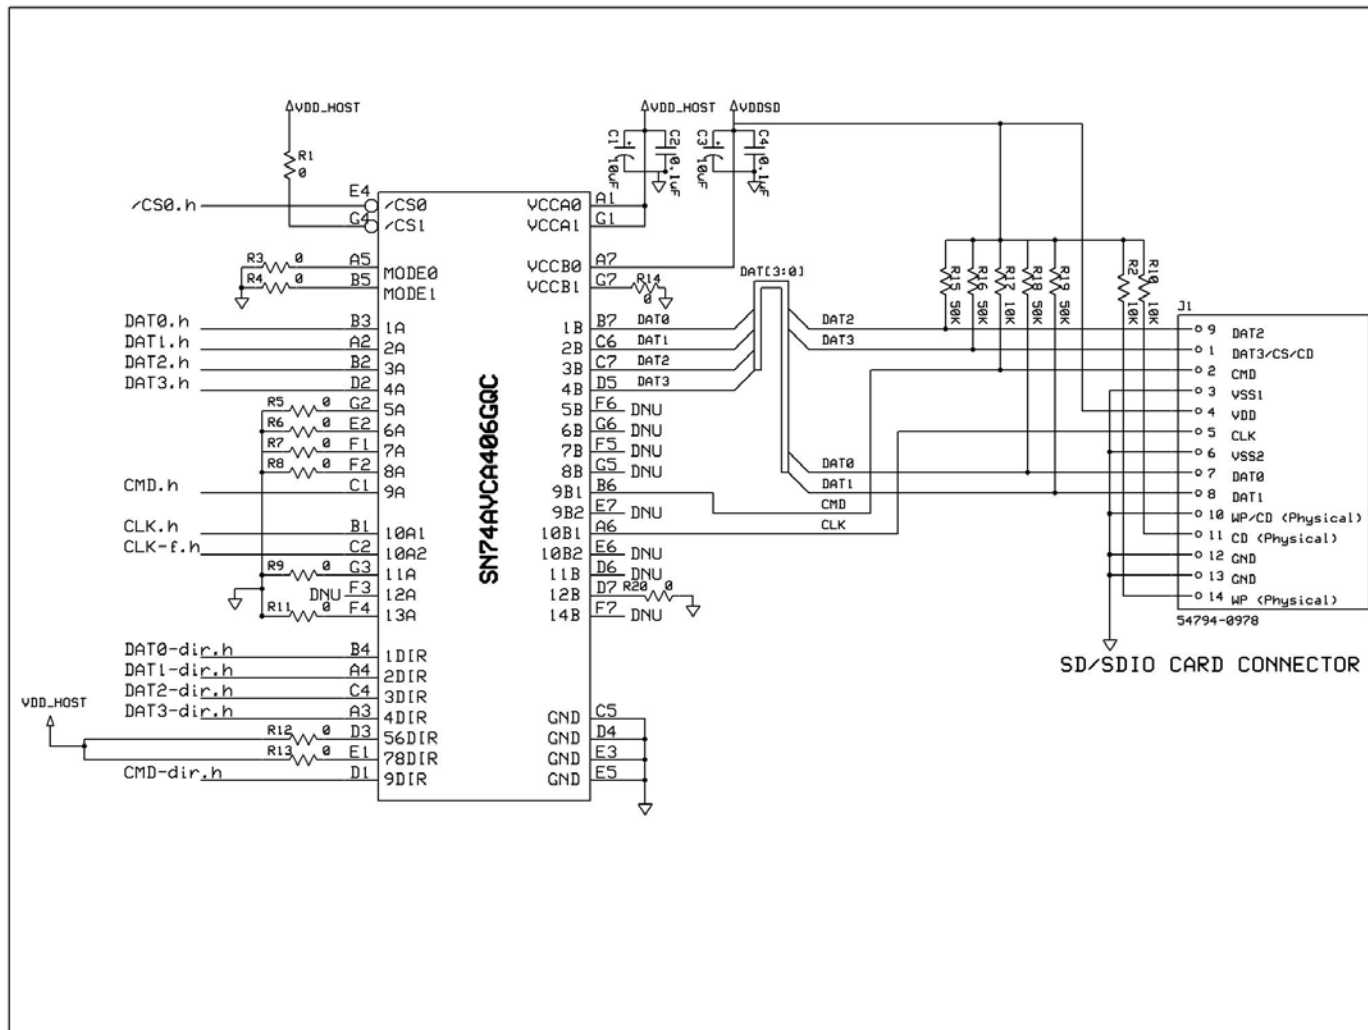 VDD_HOST
VDD_HOST
VDDSD
R1
0
C1 10uF
C2 0.1uF
C3 10uF
C4 0.1uF
/CS0.h
E4
/CS0
VCCA0
A1
G4
/CS1
VCCA1
G1
R3 0
A5
MODE0
VCCB0
A7
R4 0
B5
MODE1
VCCB1
G7
R14
0
DAT[3:0]
R15 50K
R16 50K
R17 10K
R18 50K
R19 50K
R2 10K
R10 10K
J1
DAT0.h
B3
1A
1B
B7
DAT0
DAT2
9 DAT2
DAT1.h
A2
2A
2B
C6
DAT1
DAT3
1 DAT3/CS/CD
DAT2.h
B2
3A
3B
C7
DAT2
2 CMD
DAT3.h
D2
4A
4B
D5
DAT3
3 VSS1
R5 0
G2
5A
5B
F6
DNU
4 VDD
R6 0
E2
6A
6B
G6
DNU
5 CLK
R7 0
F1
7A
7B
F5
DNU
6 VSS2
R8 0
F2
8A
8B
G5
DNU
DAT0
7 DAT0
CMD.h
C1
9A
9B1
B6
CMD
DAT1
8 DAT1
9B2
E7
DNU
10 WP/CD (Physical)
CLK.h
B1
10A1
10B1
A6
CLK
11 CD (Physical)
CLK-f.h
C2
10A2
10B2
E6
DNU
12 GND
R9 0
G3
11A
11B
D6
DNU
13 GND
DNU
F3
12A
12B
D7
R20 0
14 WP (Physical)
R11 0
F4
13A
14B
F7
DNU
54794-0978
SN74AVCA406GQC
DAT0-dir.h
B4
1DIR
SD/SDIO CARD CONNECTOR
DAT1-dir.h
A4
2DIR
DAT2-dir.h
C4
3DIR
VDD_HOST
DAT3-dir.h
A3
4DIR
GND
C5
R12 0
D3
56DIR
GND
D4
R13 0
E1
78DIR
GND
E3
CMD-dir.h
D1
9DIR
GND
E5